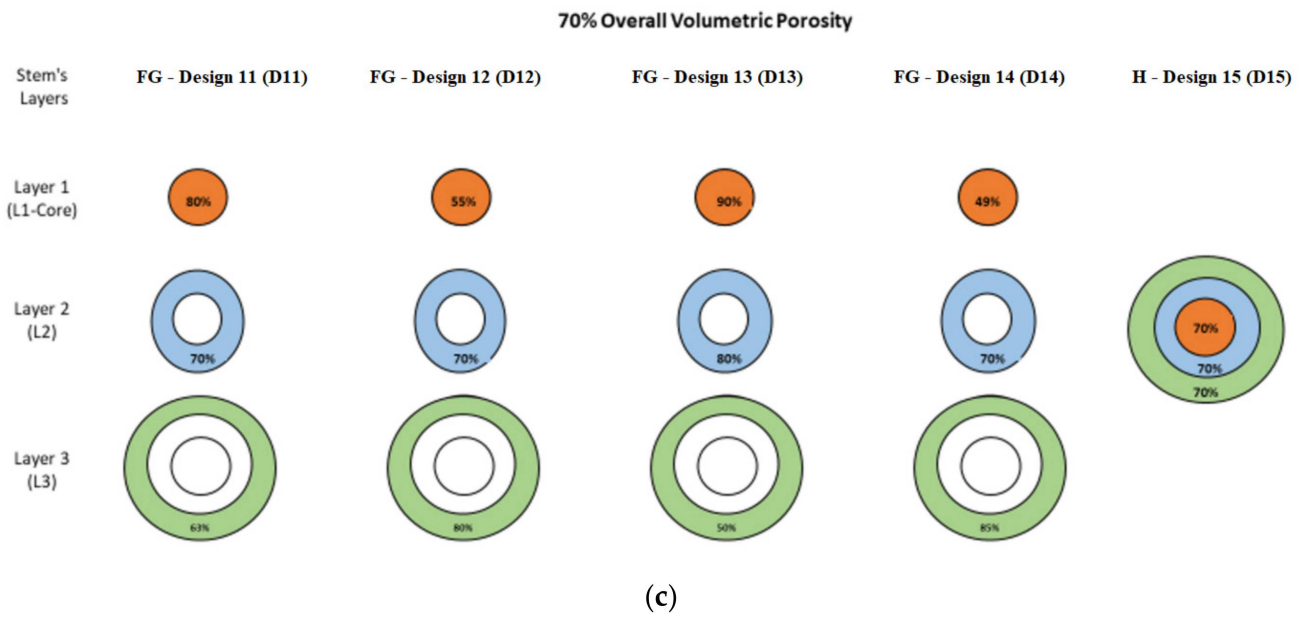 70% Overall Volumetric Porosity
Stem's
Layers
FG - Design 11 (D11)
FG - Design 12 (D12)
FG - Design 13 (D13)
FG - Design 14 (D14)
H - Design 15 (D15)
Layer 1
(L1-Core)
80%
55%
90%
49%
Layer 2
(L2)
70%
70%
80%
70%
70%
70%
70%
Layer 3
(L3)
63%
80%
50%
85%
(c)